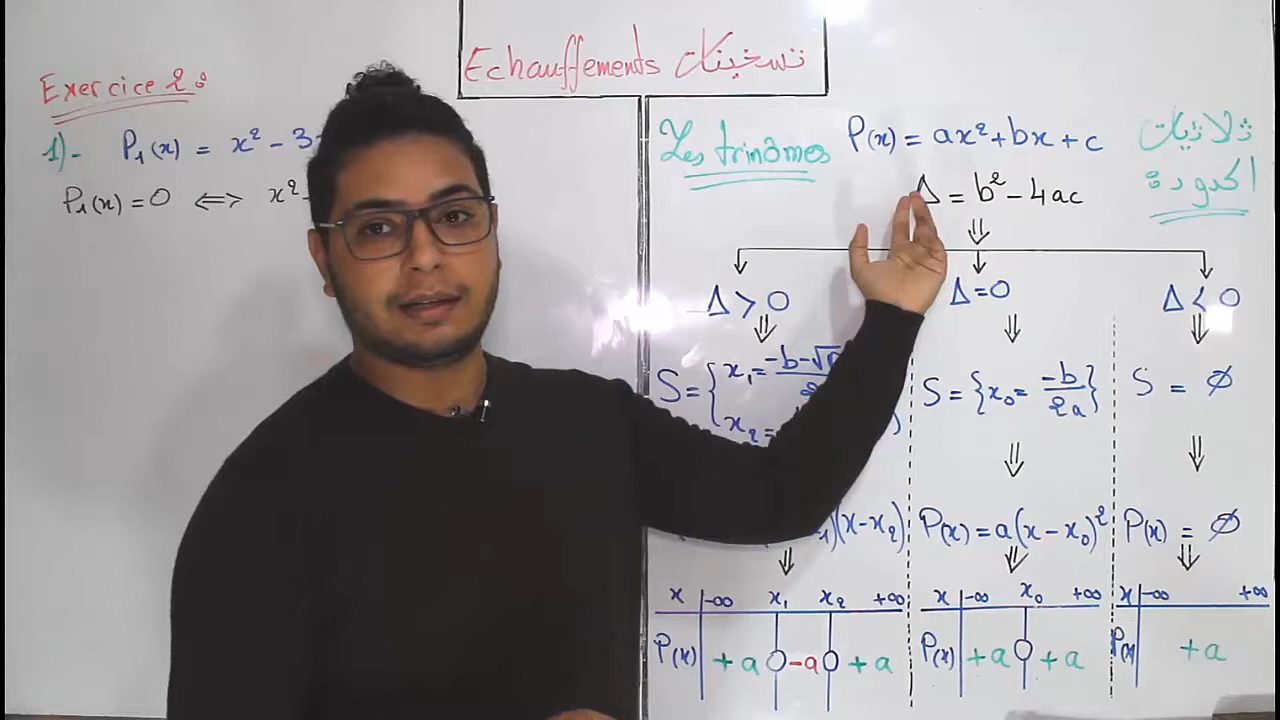 Echauffements تسخينات
Exercice 2 :
1)- P₁(x) = x² - 3
P₁(x) = 0 ⟺ x² -
Les trinômes P(x) = ax² + bx + c ثلاثيات
الحدود
Δ = b² - 4ac
Δ > 0
Δ = 0
Δ < 0
S = { x₁ = -b-√
x₂ =
S = {x₀ = -b/2a}
S = ∅
)(x-x₂)
P(x) = a(x-x₀)²
P(x) = ∅
x -∞ x₁ x₂ +∞
P(x) +a 0 -a 0 +a
x -∞ x₀ +∞
P(x) +a 0 +a
x -∞ +∞
P(x) +a